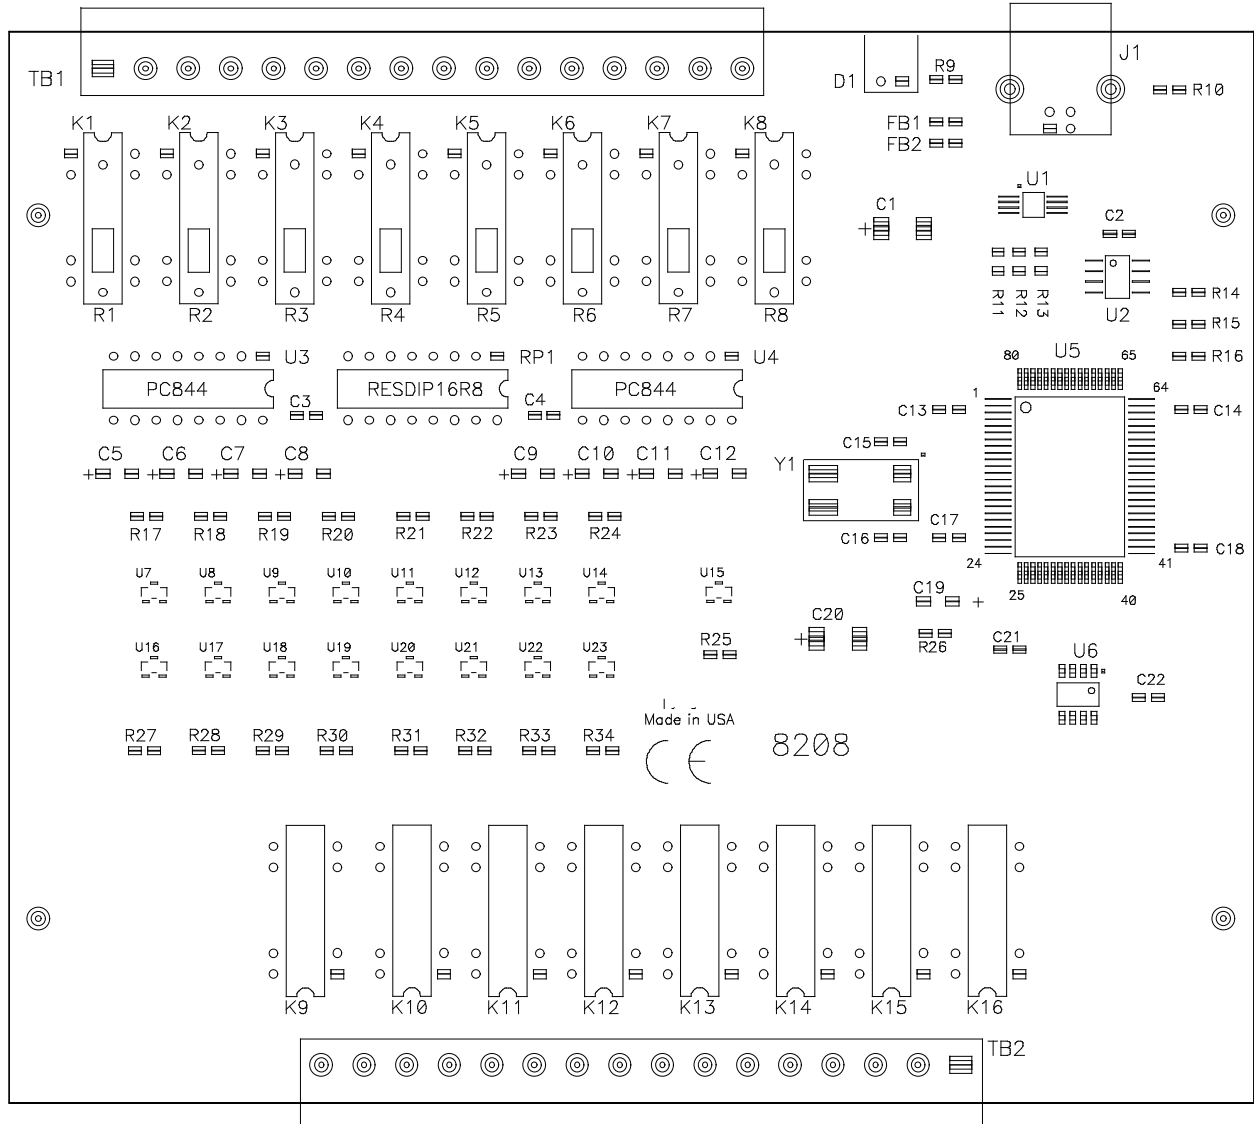 TB1
D1
R9
J1
R10
K1 K2 K3 K4 K5 K6 K7 K8
FB1
FB2
U1
C1
C2
R11 R12 R13
R14
U2
R1 R2 R3 R4 R5 R6 R7 R8
R15
U3
RP1
U4
80
U5
65
R16
PC844
RESDIP16R8
PC844
1
64
C3
C4
C13
C14
C15
C5 C6 C7 C8
C9 C10 C11 C12
Y1
R17 R18 R19 R20
R21 R22 R23 R24
C16
C17
C18
24
41
U7 U8 U9 U10 U11 U12 U13 U14 U15
C19
25
40
C20
U16 U17 U18 U19 U20 U21 U22 U23
R25
R26
C21
U6
C22
Made in USA
R27 R28 R29 R30
R31 R32 R33 R34
CE
8208
K9 K10 K11 K12 K13 K14 K15 K16
TB2